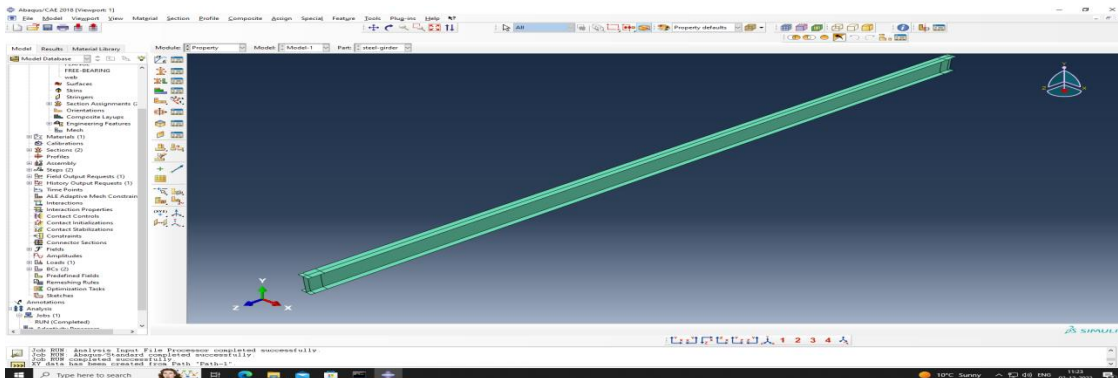 Abaqus/CAE 2018 [Viewport: 1]
File Model Viewport View Material Section Profile Composite Assign Special Feature Tools Plug-ins Help
All
Property defaults
Model Results Material Library
Module: Property Model: Model-1 Part: steel-girder
Model Database
FREE-BEARING
web
Surfaces
Skins
Stringers
Section Assignments (2
Orientations
Composite Layups
Engineering Features
Mesh
Materials (1)
Calibrations
Sections (2)
Profiles
Assembly
Steps (2)
Field Output Requests (1)
History Output Requests (1)
Time Points
ALE Adaptive Mesh Constrain
Interactions
Interaction Properties
Contact Controls
Contact Initializations
Contact Stabilizations
Constraints
Connector Sections
Fields
Amplitudes
Loads (1)
BCs (2)
Predefined Fields
Remeshing Rules
Optimization Tasks
Sketches
Annotations
Analysis
Jobs (1)
RUN (Completed)
Y
Z X
SIMULI
1 2 3 4
Job RUN: Analysis Input File Processor completed successfully.
Job RUN: Abaqus/Standard completed successfully.
Job RUN completed successfully.
XY data has been created from Path "Path-1".
Type here to search
10°C Sunny
ENG
11:23